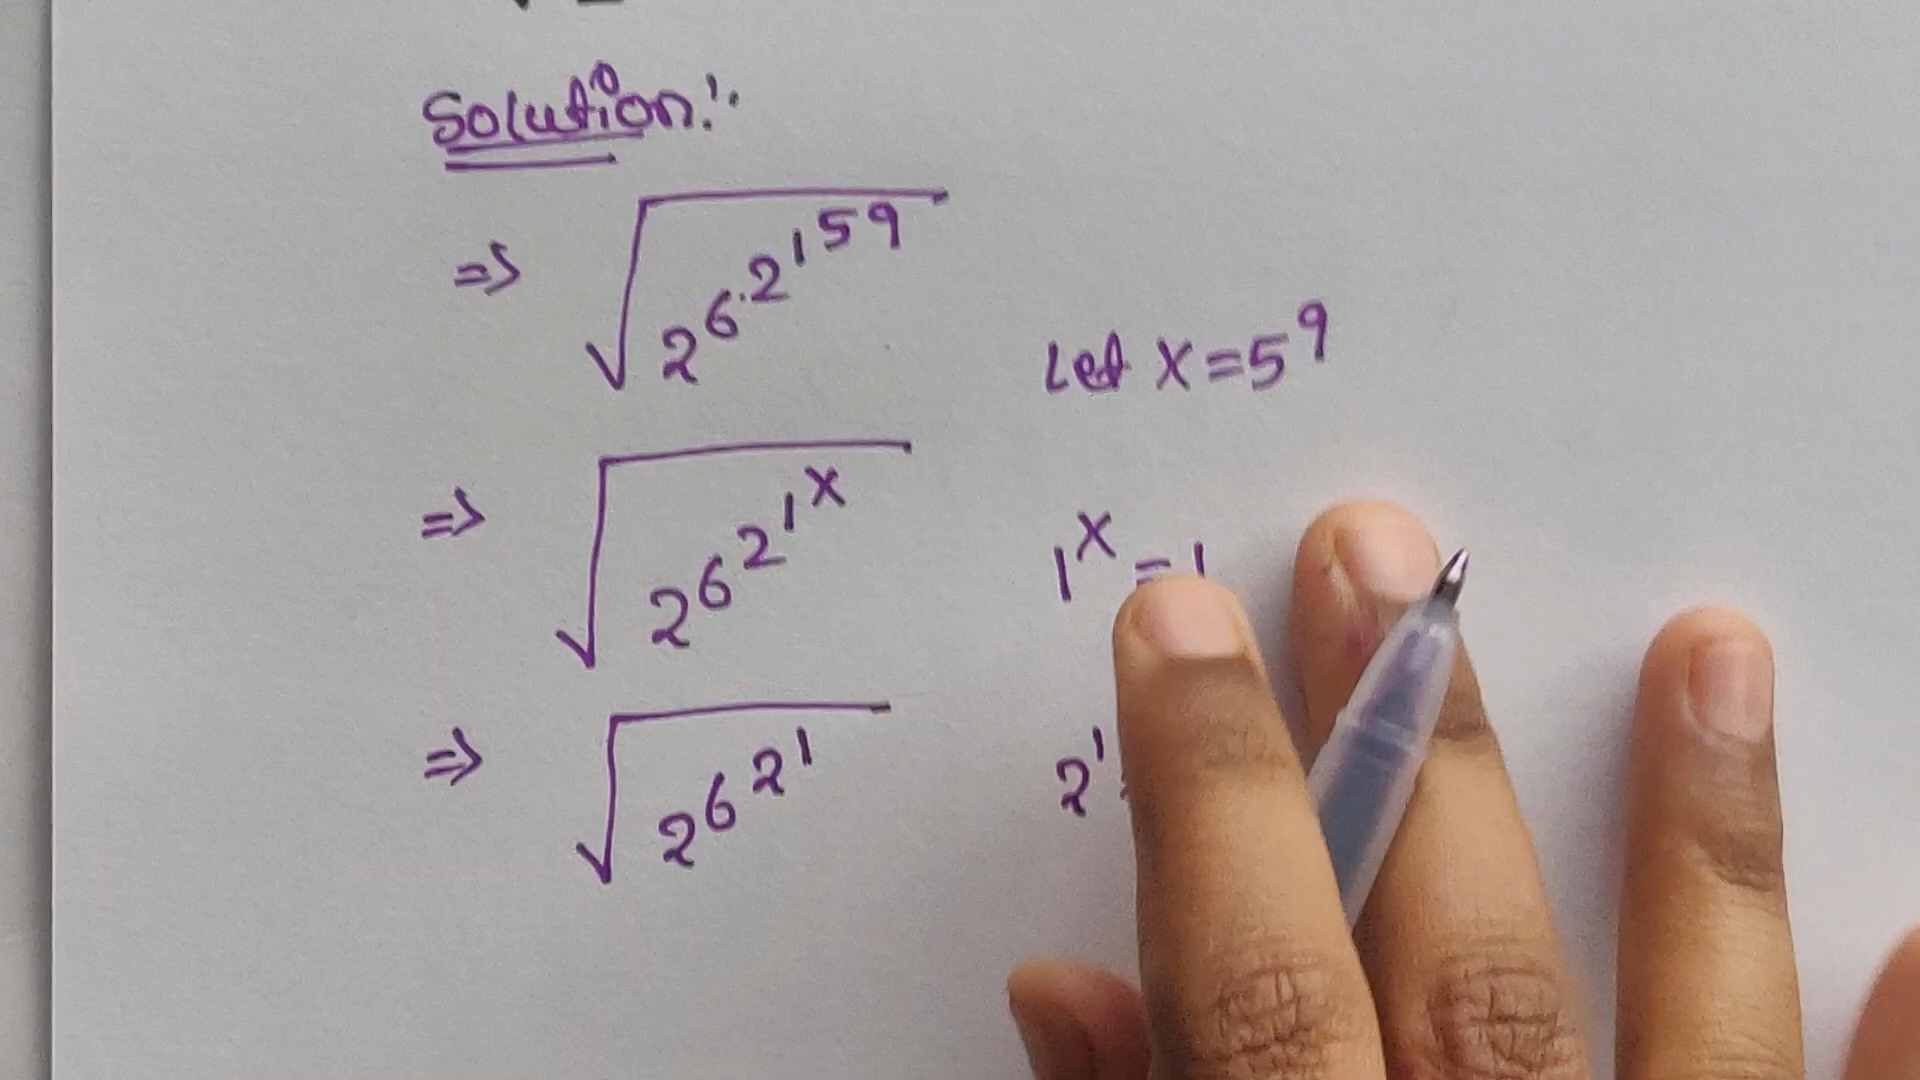 Solution:
=> √2^6^2^1^5^9
Let x=5^9
=> √2^6^2^1^x
1^x = 1
=> √2^6^2^1
2^1